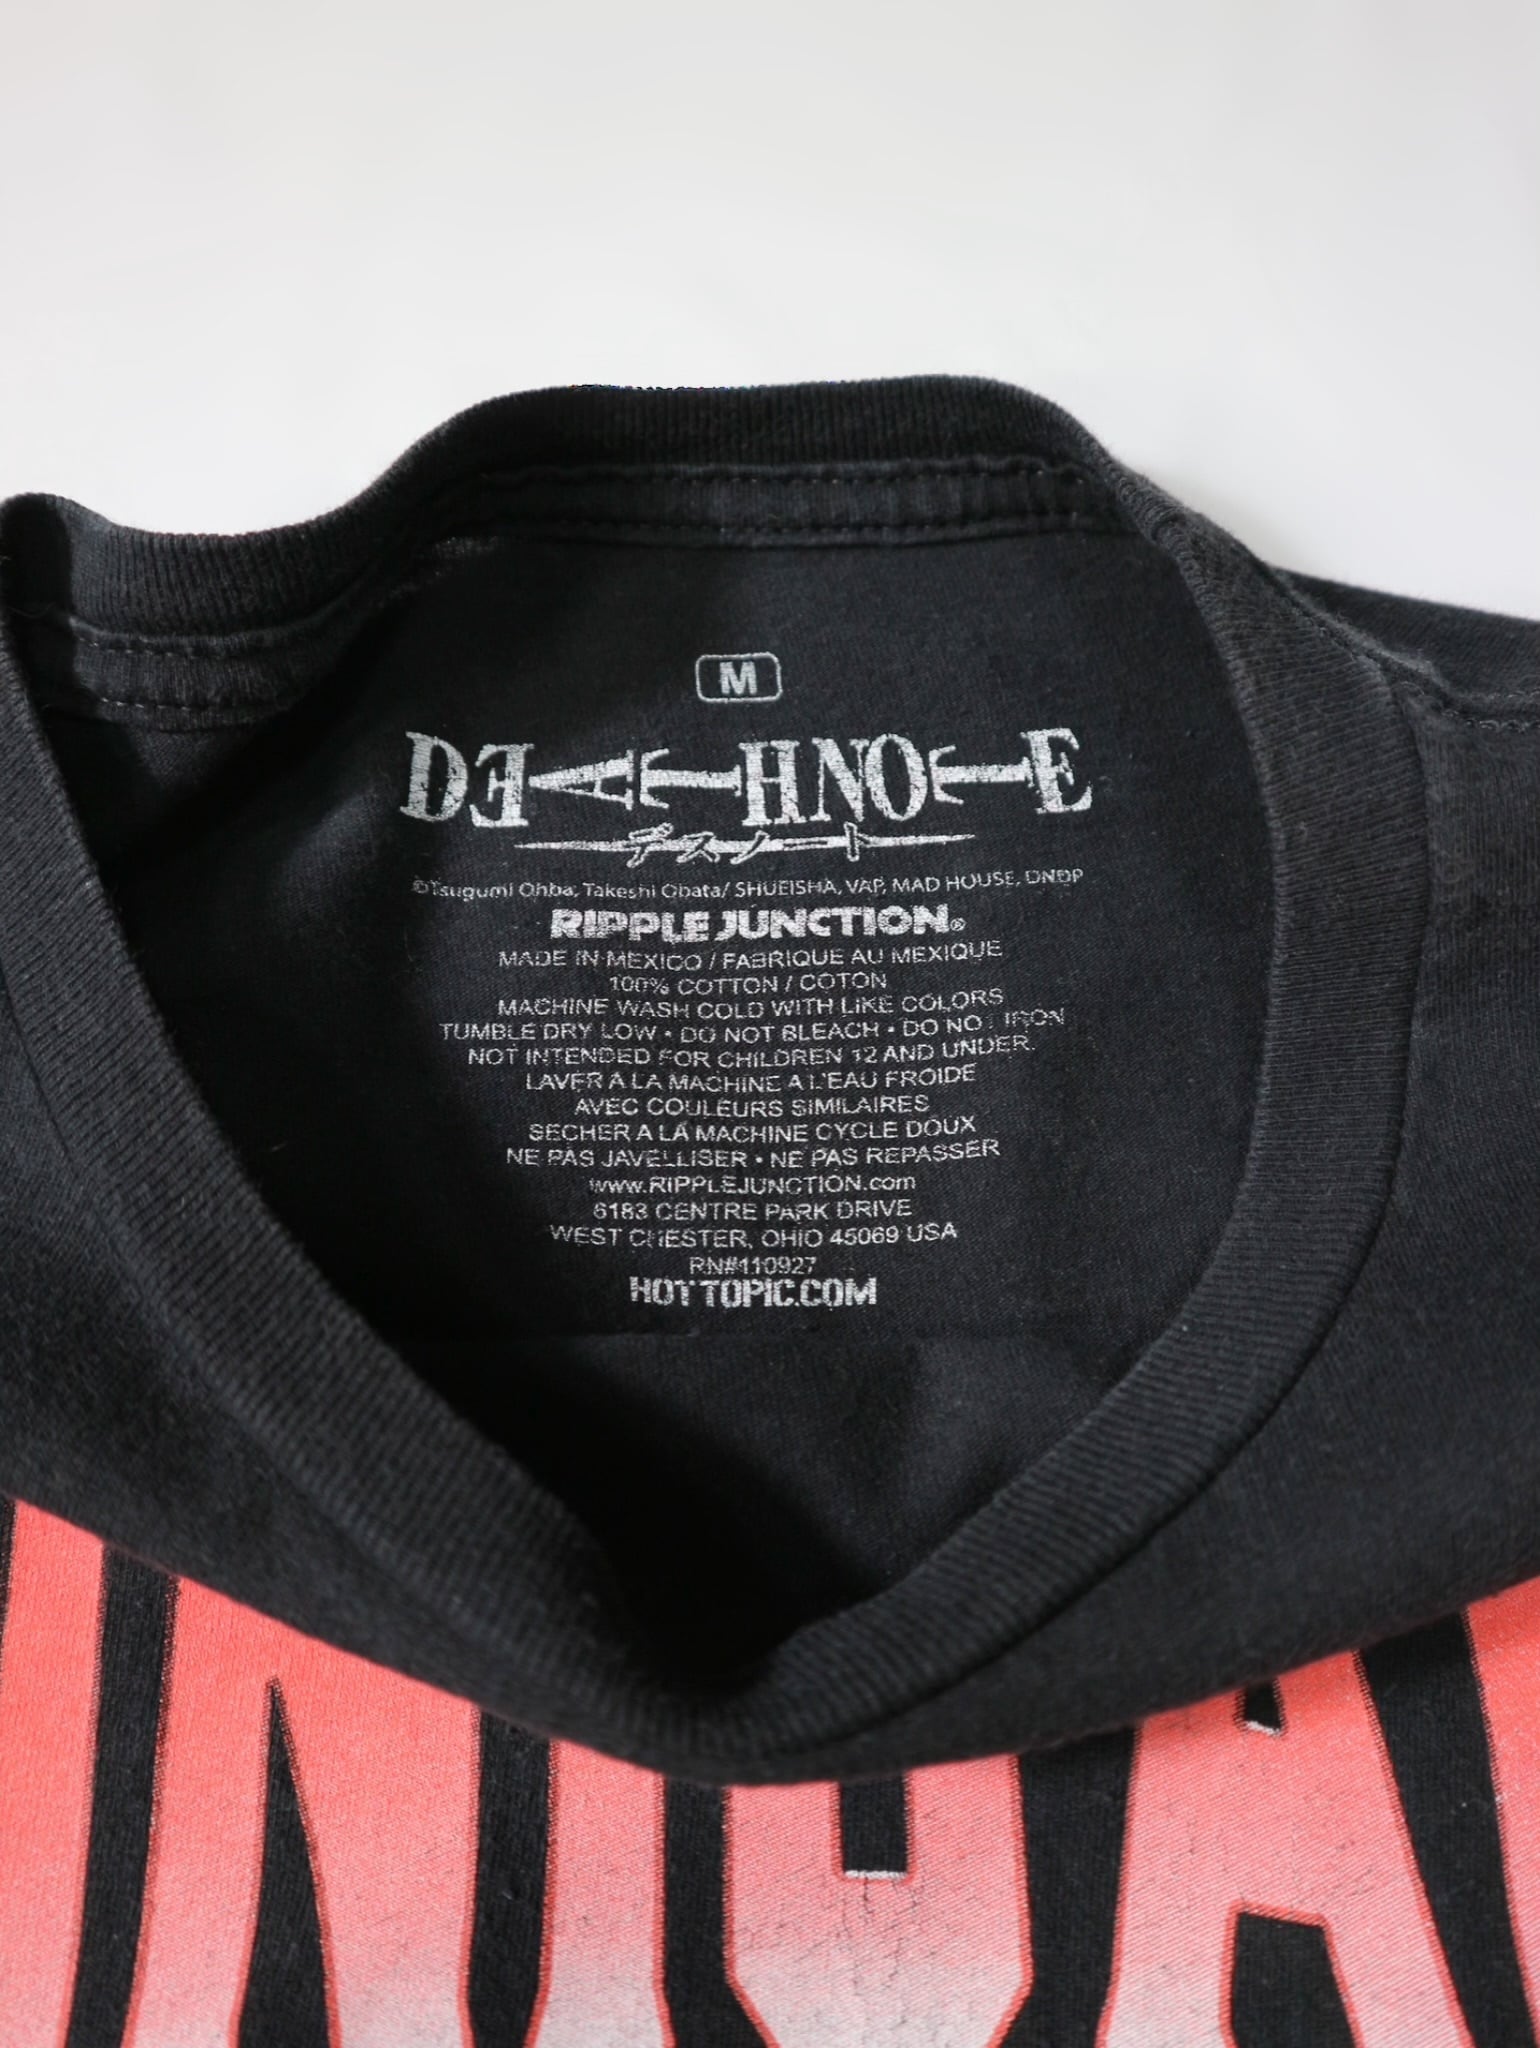 M
DEATH NOTE
デスノート
©Tsugumi Ohba, Takeshi Obata/ SHUEISHA, VAP, MAD HOUSE, DNDP
RIPPLE JUNCTION®
MADE IN MEXICO / FABRIQUE AU MEXIQUE
100% COTTON / COTON
MACHINE WASH COLD WITH LIKE COLORS
TUMBLE DRY LOW • DO NOT BLEACH • DO NOT IRON
NOT INTENDED FOR CHILDREN 12 AND UNDER.
LAVER A LA MACHINE A L'EAU FROIDE
AVEC COULEURS SIMILAIRES
SECHER A LA MACHINE CYCLE DOUX
NE PAS JAVELLISER • NE PAS REPASSER
www.RIPPLEJUNCTION.com
6183 CENTRE PARK DRIVE
WEST CHESTER, OHIO 45069 USA
RN#110927
HOTTOPIC.COM